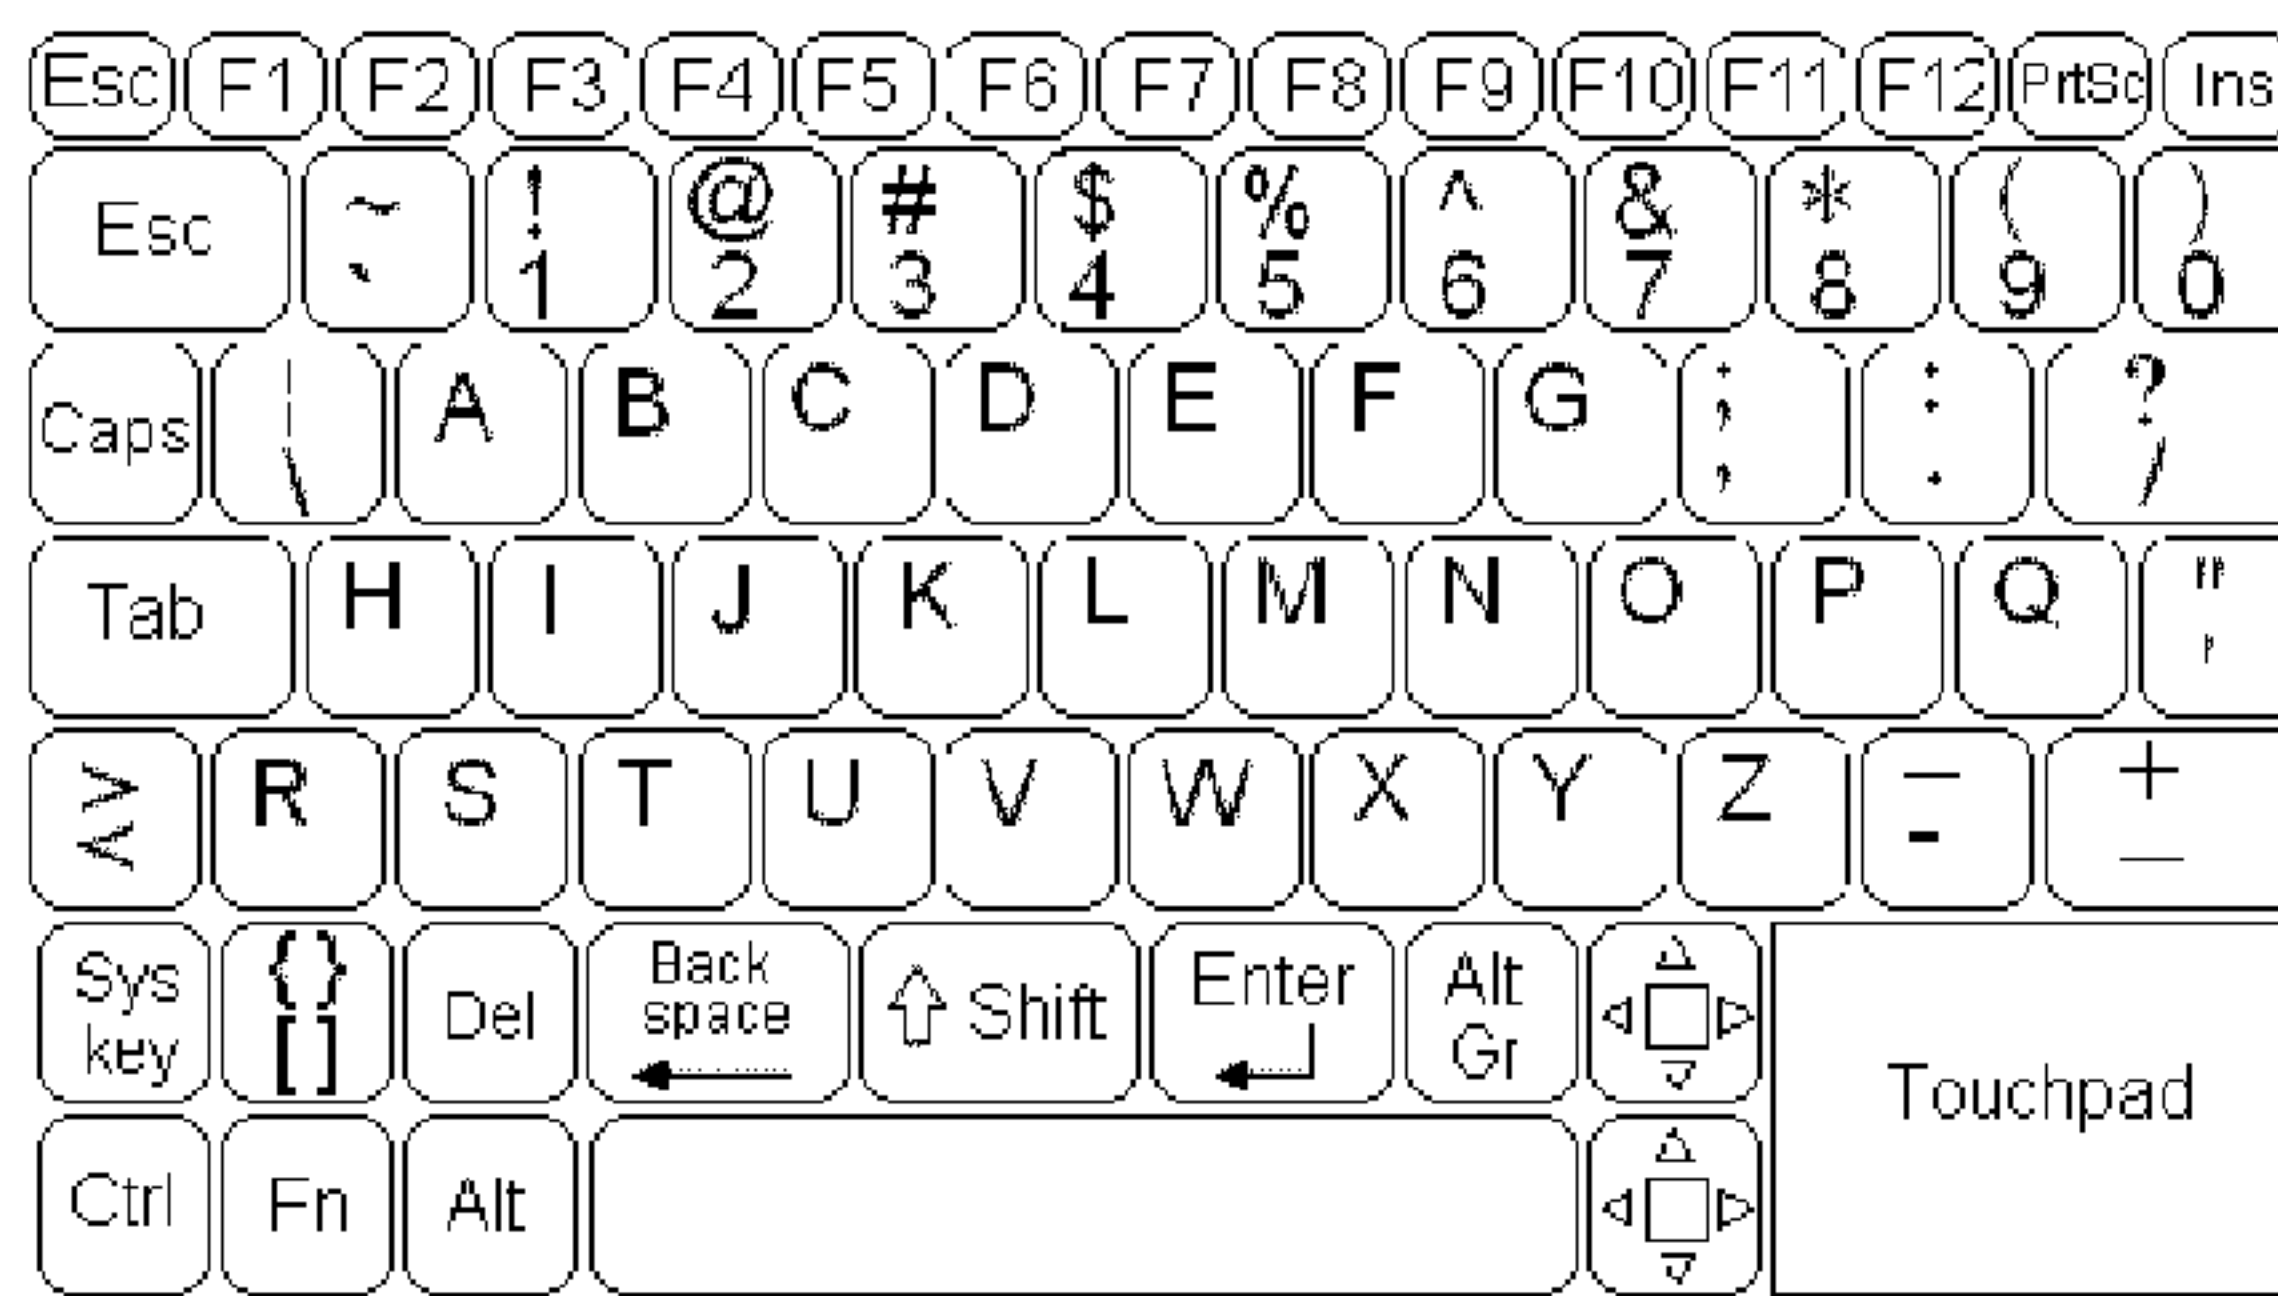 Esc F1 F2 F3 F4 F5 F6 F7 F8 F9 F10 F11 F12 PrtSc Ins
~ ! @ # $ % ^ & * ( )
Esc ` 1 2 3 4 5 6 7 8 9 0
Caps | \ A B C D E F G ; , : . ? /
Tab H I J K L M N O P Q " '
> < R S T U V W X Y Z _ - + =
Sys key { } [ ] Del Back space Shift Enter Alt Gr
Touchpad
Ctrl Fn Alt